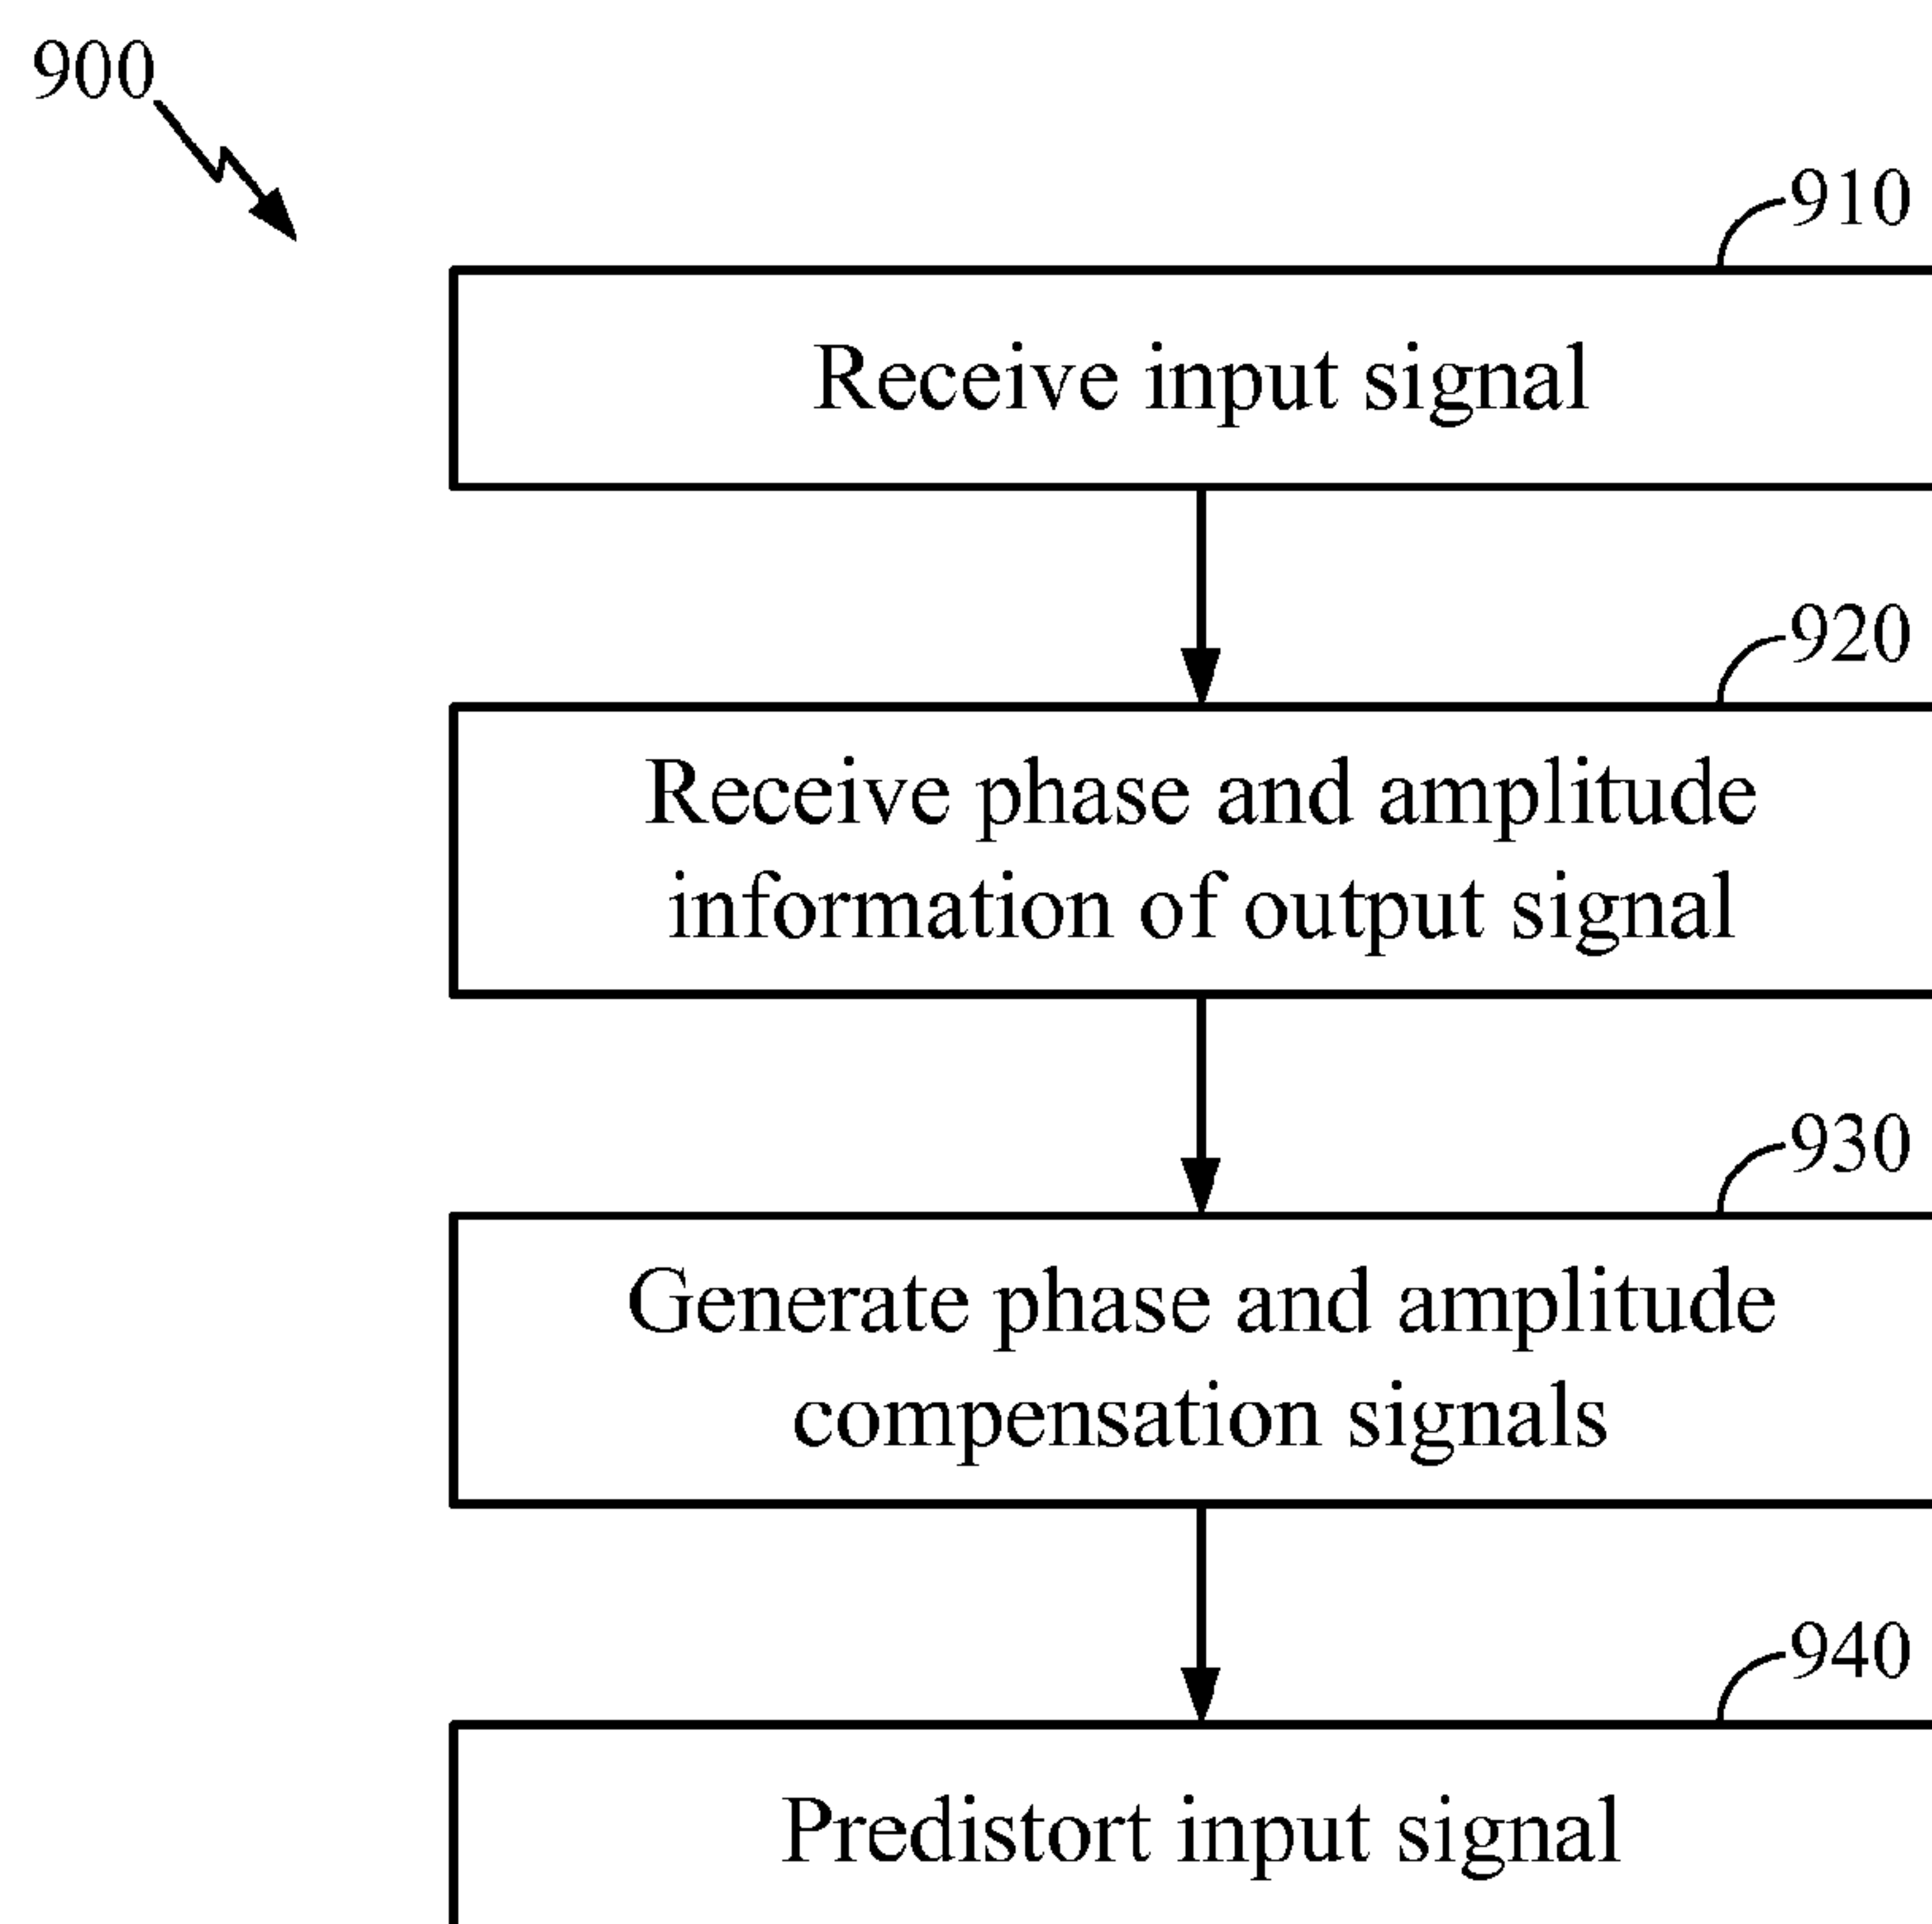 900
910
Receive input signal
920
Receive phase and amplitude
information of output signal
930
Generate phase and amplitude
compensation signals
940
Predistort input signal